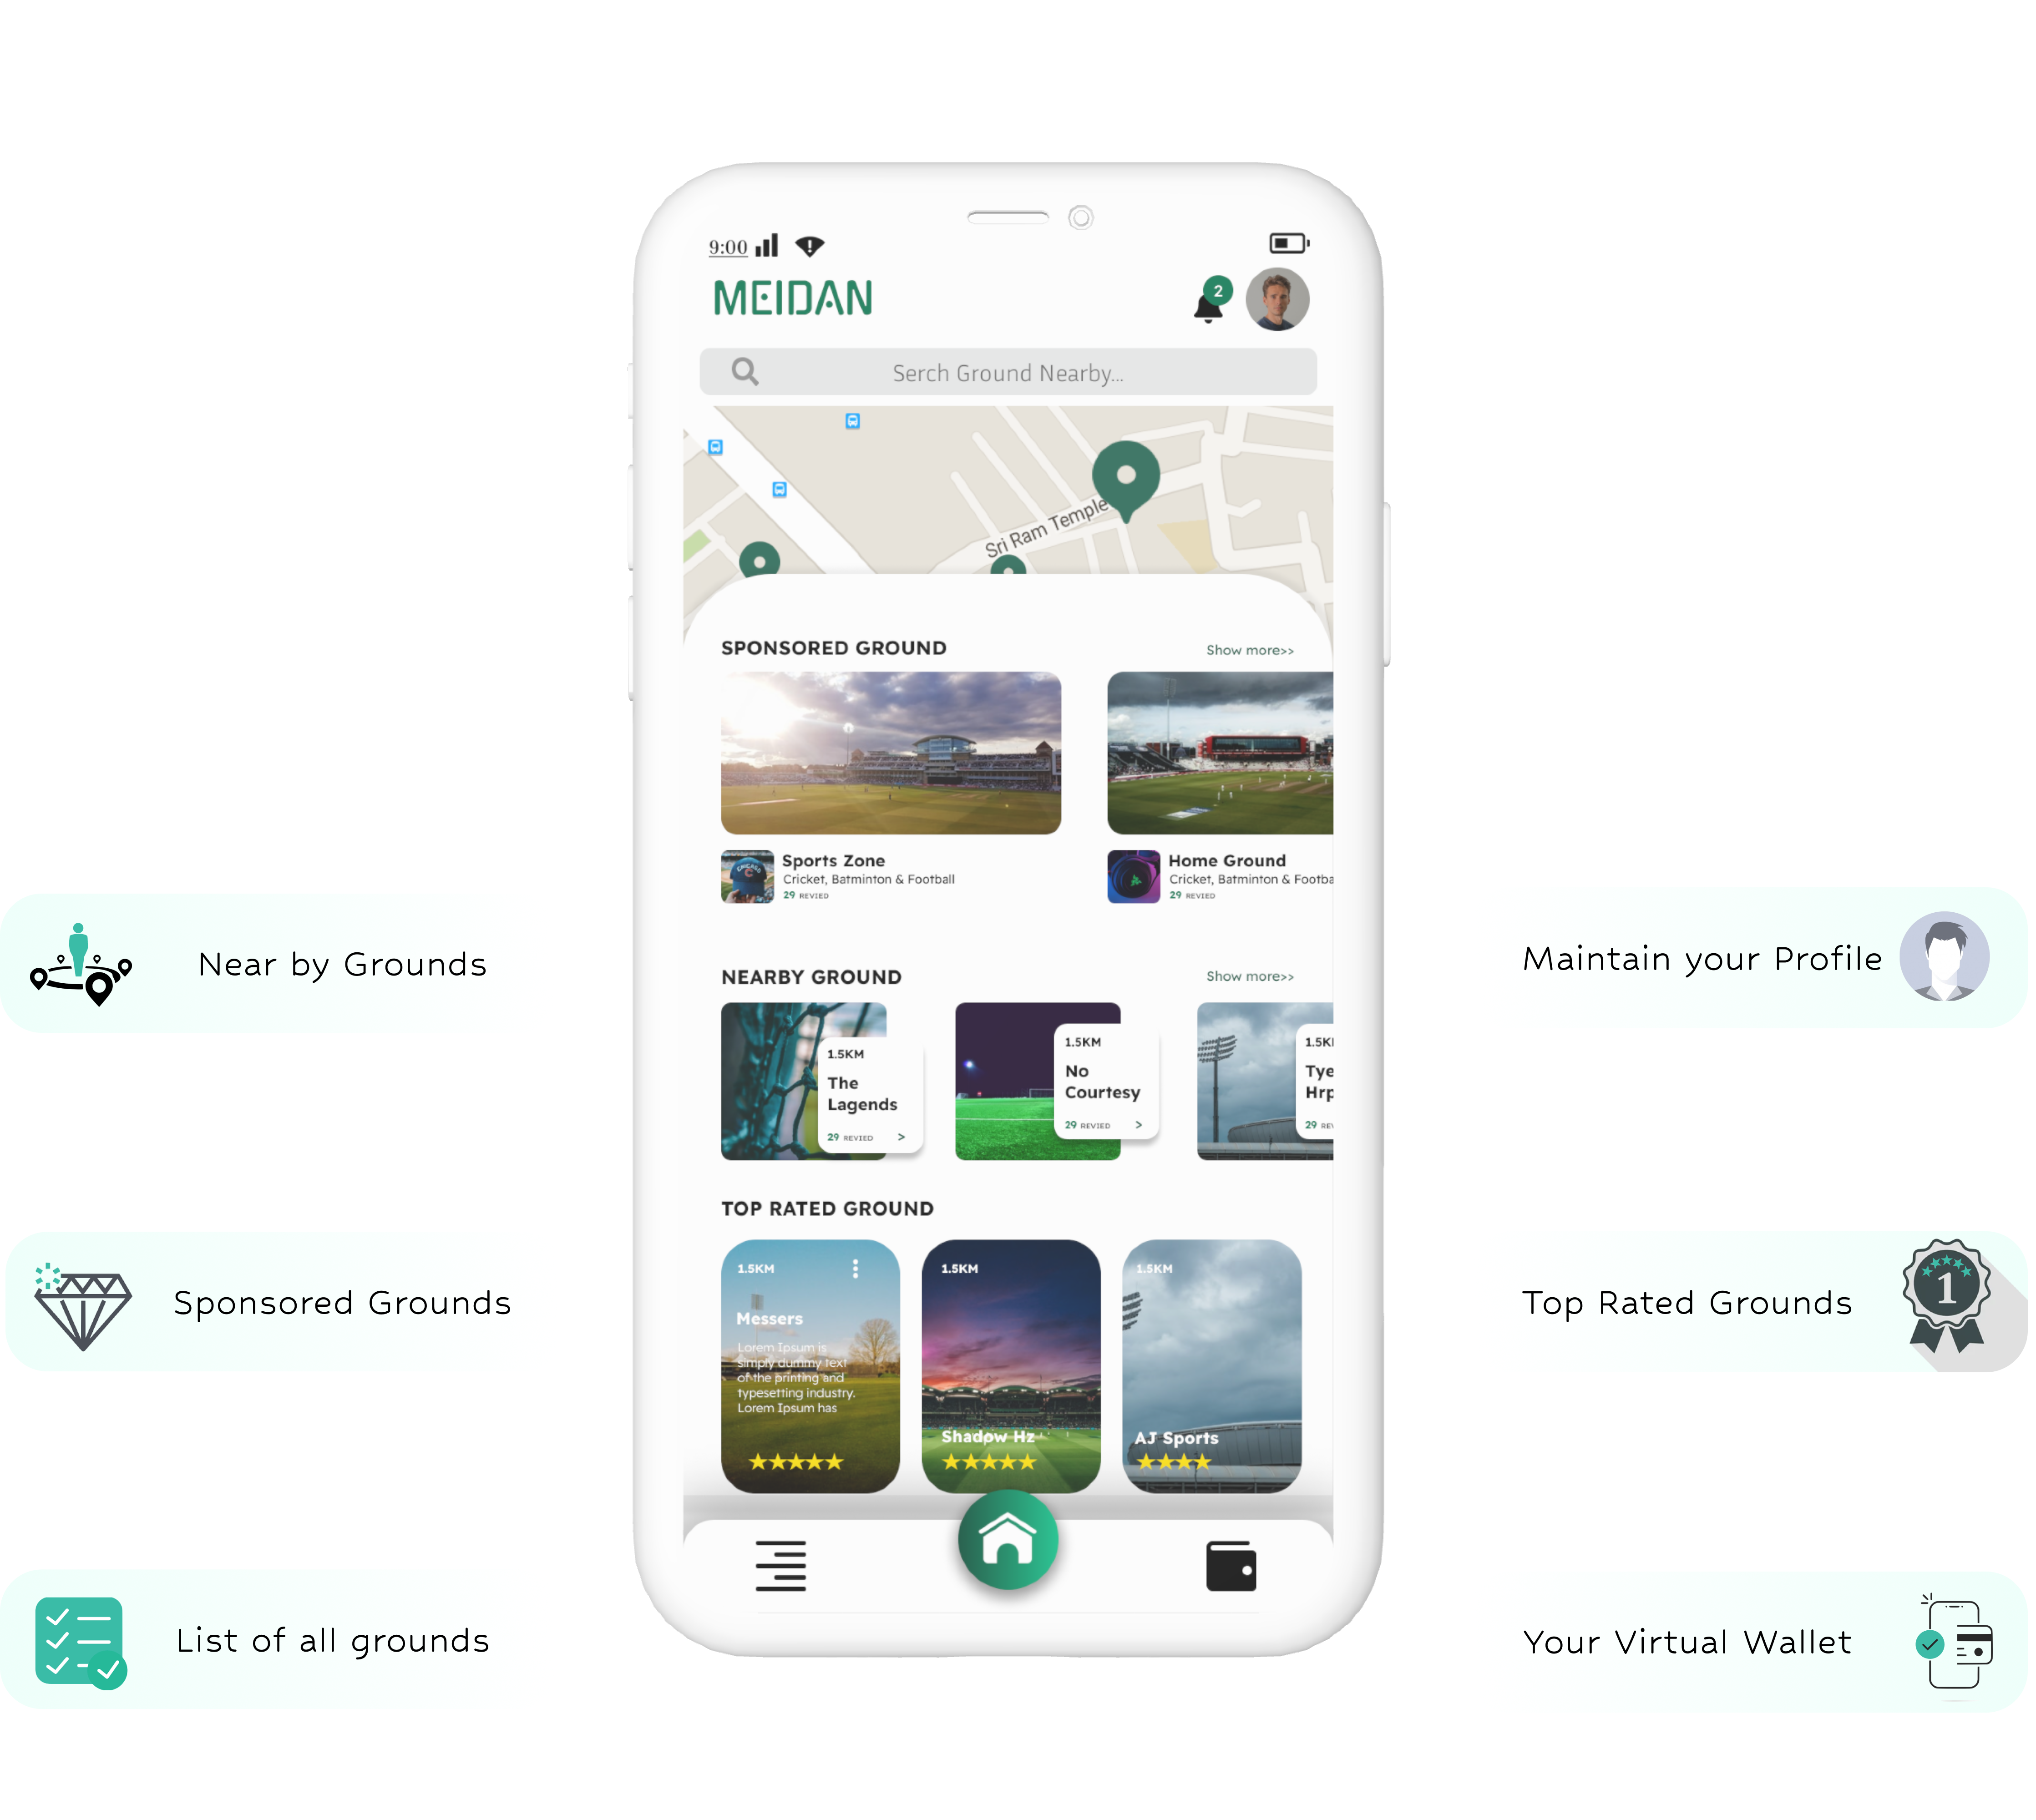 9:00
MEIDAN
2
Serch Ground Nearby...
Sri Ram Temple
SPONSORED GROUND
Show more>>
CRICKET
Sports Zone
Cricket, Batminton & Football
29 REVIED
Home Ground
Cricket, Batminton & Footba
29 REVIED
NEARBY GROUND
Show more>>
1.5KM
The
Lagends
29 REVIED >
1.5KM
No
Courtesy
29 REVIED >
1.5K
Tye
Hrp
29 REV
TOP RATED GROUND
1.5KM
Messers
Lorem Ipsum is
simply dummy text
of the printing and
typesetting industry.
Lorem Ipsum has
1.5KM
Shadow Hz
1.5KM
AJ Sports
Near by Grounds
Sponsored Grounds
List of all grounds
Maintain your Profile
Top Rated Grounds
1
Your Virtual Wallet